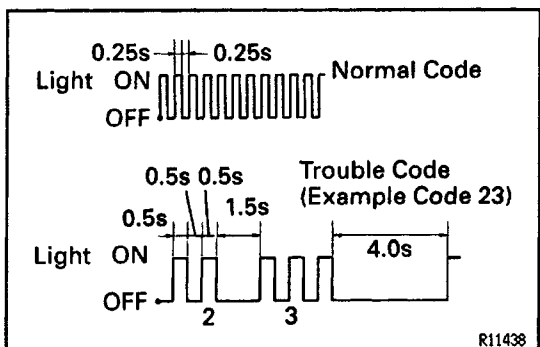 0.25s 0.25s
Light ON Normal Code
OFF
Trouble Code
(Example Code 23)
0.5s 0.5s
0.5s 1.5s
Light ON 4.0s
OFF
2 3
R11438